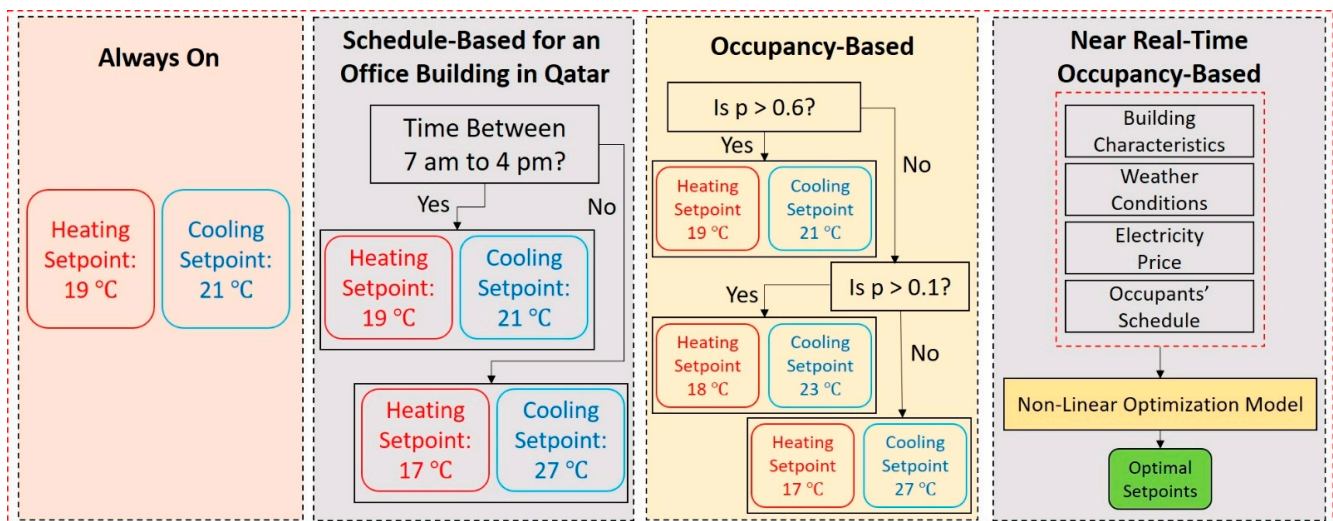 Always On
Heating
Setpoint:
19 ℃
Cooling
Setpoint:
21 ℃
Schedule-Based for an
Office Building in Qatar
Time Between
7 am to 4 pm?
Yes
No
Heating
Setpoint:
19 ℃
Cooling
Setpoint:
21 ℃
Heating
Setpoint:
17 ℃
Cooling
Setpoint:
27 ℃
Occupancy-Based
Is p > 0.6?
Yes
No
Heating
Setpoint
19 ℃
Cooling
Setpoint
21 ℃
Is p > 0.1?
Yes
No
Heating
Setpoint
18 ℃
Cooling
Setpoint
23 ℃
Heating
Setpoint
17 ℃
Cooling
Setpoint
27 ℃
Near Real-Time
Occupancy-Based
Building
Characteristics
Weather
Conditions
Electricity
Price
Occupants’
Schedule
Non-Linear Optimization Model
Optimal
Setpoints